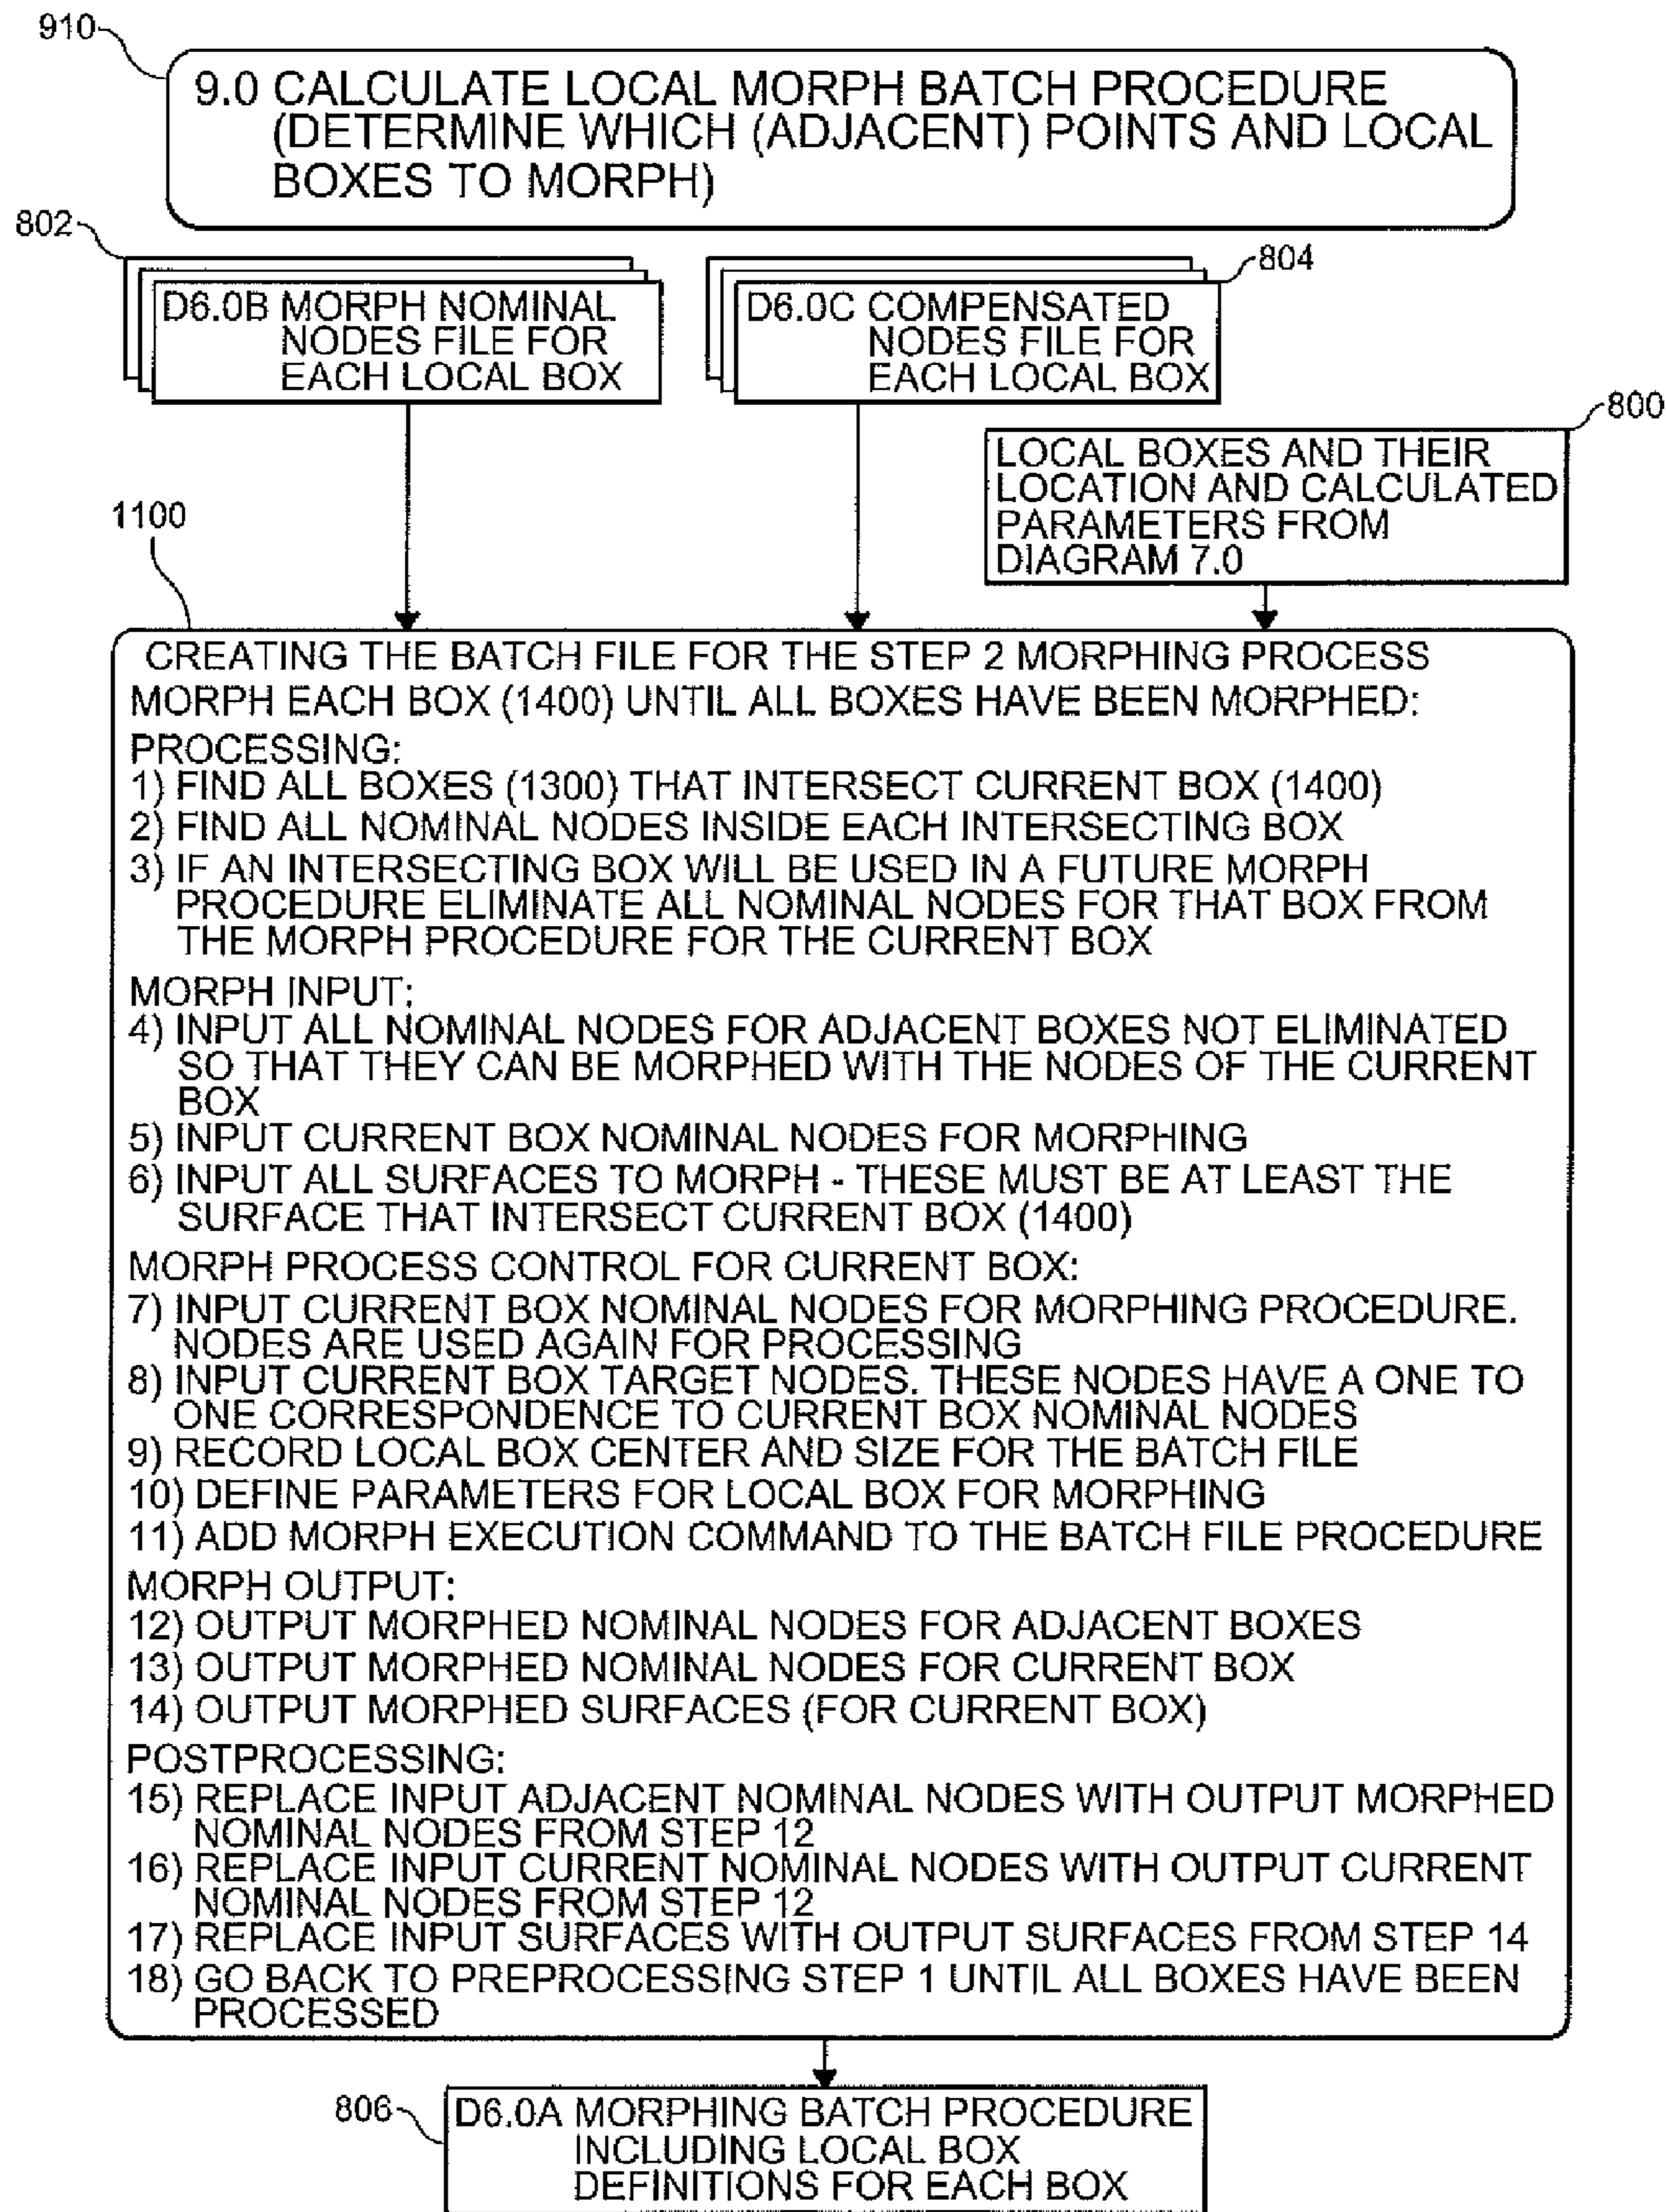 910
9.0 CALCULATE LOCAL MORPH BATCH PROCEDURE
(DETERMINE WHICH (ADJACENT) POINTS AND LOCAL
BOXES TO MORPH)
802
D6.0B MORPH NOMINAL
NODES FILE FOR
EACH LOCAL BOX
804
D6.0C COMPENSATED
NODES FILE FOR
EACH LOCAL BOX
800
LOCAL BOXES AND THEIR
LOCATION AND CALCULATED
PARAMETERS FROM
DIAGRAM 7.0
1100
CREATING THE BATCH FILE FOR THE STEP 2 MORPHING PROCESS
MORPH EACH BOX (1400) UNTIL ALL BOXES HAVE BEEN MORPHED:
PROCESSING:
1) FIND ALL BOXES (1300) THAT INTERSECT CURRENT BOX (1400)
2) FIND ALL NOMINAL NODES INSIDE EACH INTERSECTING BOX
3) IF AN INTERSECTING BOX WILL BE USED IN A FUTURE MORPH
PROCEDURE ELIMINATE ALL NOMINAL NODES FOR THAT BOX FROM
THE MORPH PROCEDURE FOR THE CURRENT BOX
MORPH INPUT:
4) INPUT ALL NOMINAL NODES FOR ADJACENT BOXES NOT ELIMINATED
SO THAT THEY CAN BE MORPHED WITH THE NODES OF THE CURRENT
BOX
5) INPUT CURRENT BOX NOMINAL NODES FOR MORPHING
6) INPUT ALL SURFACES TO MORPH - THESE MUST BE AT LEAST THE
SURFACE THAT INTERSECT CURRENT BOX (1400)
MORPH PROCESS CONTROL FOR CURRENT BOX:
7) INPUT CURRENT BOX NOMINAL NODES FOR MORPHING PROCEDURE.
NODES ARE USED AGAIN FOR PROCESSING
8) INPUT CURRENT BOX TARGET NODES. THESE NODES HAVE A ONE TO
ONE CORRESPONDENCE TO CURRENT BOX NOMINAL NODES
9) RECORD LOCAL BOX CENTER AND SIZE FOR THE BATCH FILE
10) DEFINE PARAMETERS FOR LOCAL BOX FOR MORPHING
11) ADD MORPH EXECUTION COMMAND TO THE BATCH FILE PROCEDURE
MORPH OUTPUT:
12) OUTPUT MORPHED NOMINAL NODES FOR ADJACENT BOXES
13) OUTPUT MORPHED NOMINAL NODES FOR CURRENT BOX
14) OUTPUT MORPHED SURFACES (FOR CURRENT BOX)
POSTPROCESSING:
15) REPLACE INPUT ADJACENT NOMINAL NODES WITH OUTPUT MORPHED
NOMINAL NODES FROM STEP 12
16) REPLACE INPUT CURRENT NOMINAL NODES WITH OUTPUT CURRENT
NOMINAL NODES FROM STEP 12
17) REPLACE INPUT SURFACES WITH OUTPUT SURFACES FROM STEP 14
18) GO BACK TO PREPROCESSING STEP 1 UNTIL ALL BOXES HAVE BEEN
PROCESSED
806
D6.0A MORPHING BATCH PROCEDURE
INCLUDING LOCAL BOX
DEFINITIONS FOR EACH BOX